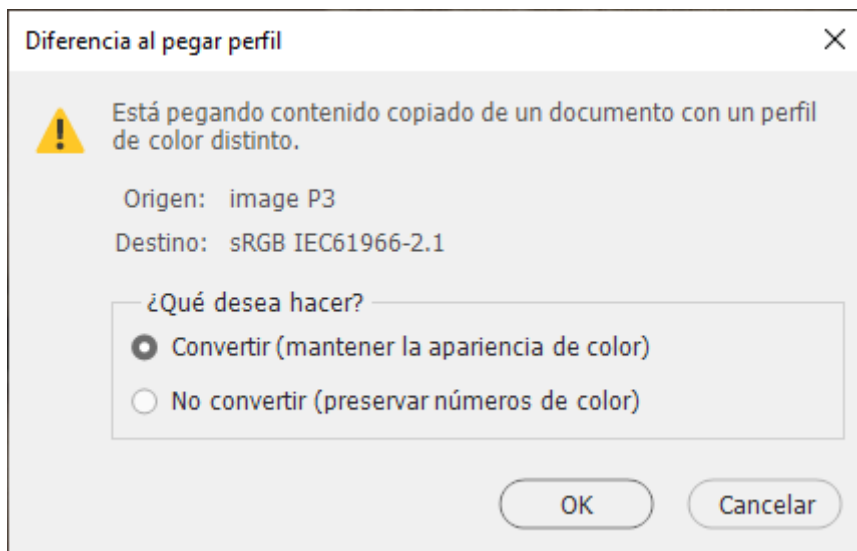 Diferencia al pegar perfil
Está pegando contenido copiado de un documento con un perfil
de color distinto.
Origen: image P3
Destino: sRGB IEC61966-2.1
¿Qué desea hacer?
Convertir (mantener la apariencia de color)
No convertir (preservar números de color)
OK Cancelar